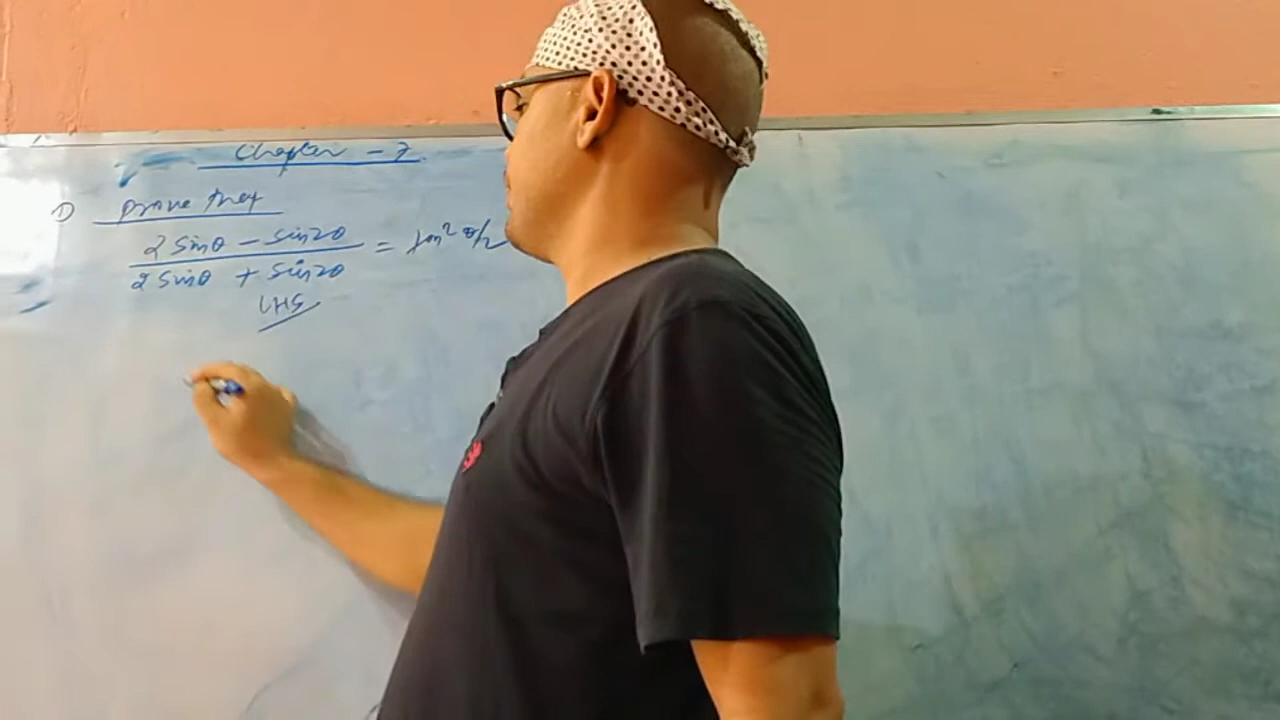 Chapter - 7
1) Prove that
2 sinθ - sin2θ / 2 sinθ + sin2θ = tan² θ/2
LHS